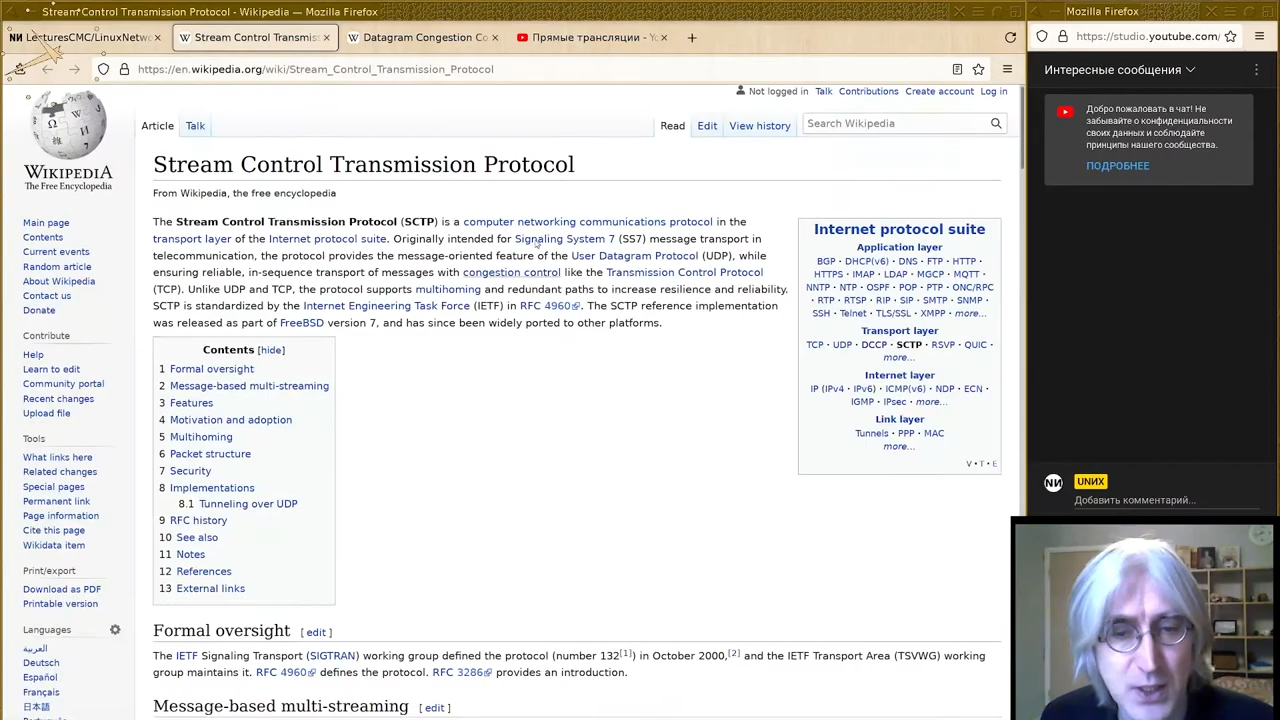 Stream Control Transmission Protocol - Wikipedia — Mozilla Firefox
Mozilla Firefox
LecturesCMC/LinuxNetw
Stream Control Transmiss
Datagram Congestion Co
Прямые трансляции - Yo
https://en.wikipedia.org/wiki/Stream_Control_Transmission_Protocol
https://studio.youtube.com/
Интересные сообщения
Добро пожаловать в чат! Не
забывайте о конфиденциальности
своих данных и соблюдайте
принципы нашего сообщества.
ПОДРОБНЕЕ
UNИX
Добавить комментарий...
WIKIPEDIA
The Free Encyclopedia
Not logged in Talk Contributions Create account Log in
Article Talk Read Edit View history Search Wikipedia
Main page
Contents
Current events
Random article
About Wikipedia
Contact us
Donate
Contribute
Help
Learn to edit
Community portal
Recent changes
Upload file
Tools
What links here
Related changes
Special pages
Permanent link
Page information
Cite this page
Wikidata item
Print/export
Download as PDF
Printable version
Languages
العربية
Deutsch
Español
Français
日本語
Stream Control Transmission Protocol
From Wikipedia, the free encyclopedia
The Stream Control Transmission Protocol (SCTP) is a computer networking communications protocol in the
transport layer of the Internet protocol suite. Originally intended for Signaling System 7 (SS7) message transport in
telecommunication, the protocol provides the message-oriented feature of the User Datagram Protocol (UDP), while
ensuring reliable, in-sequence transport of messages with congestion control like the Transmission Control Protocol
(TCP). Unlike UDP and TCP, the protocol supports multihoming and redundant paths to increase resilience and reliability.
SCTP is standardized by the Internet Engineering Task Force (IETF) in RFC 4960. The SCTP reference implementation
was released as part of FreeBSD version 7, and has since been widely ported to other platforms.
Internet protocol suite
Application layer
BGP · DHCP(v6) · DNS · FTP · HTTP ·
HTTPS · IMAP · LDAP · MGCP · MQTT ·
NNTP · NTP · OSPF · POP · PTP · ONC/RPC
· RTP · RTSP · RIP · SIP · SMTP · SNMP ·
SSH · Telnet · TLS/SSL · XMPP · more...
Transport layer
TCP · UDP · DCCP · SCTP · RSVP · QUIC ·
more...
Internet layer
IP (IPv4 · IPv6) · ICMP(v6) · NDP · ECN ·
IGMP · IPsec · more...
Link layer
Tunnels · PPP · MAC
more...
V · T · E
Contents [hide]
1 Formal oversight
2 Message-based multi-streaming
3 Features
4 Motivation and adoption
5 Multihoming
6 Packet structure
7 Security
8 Implementations
8.1 Tunneling over UDP
9 RFC history
10 See also
11 Notes
12 References
13 External links
Formal oversight [ edit ]
The IETF Signaling Transport (SIGTRAN) working group defined the protocol (number 132[1]) in October 2000,[2] and the IETF Transport Area (TSVWG) working
group maintains it. RFC 4960 defines the protocol. RFC 3286 provides an introduction.
Message-based multi-streaming [ edit ]